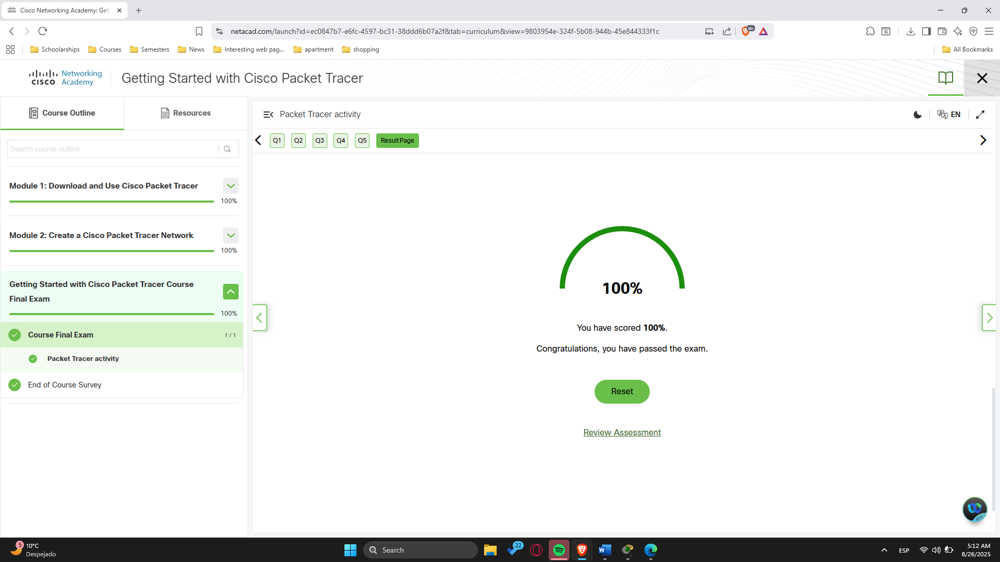 Cisco Networking Academy: Gett
netacad.com/launch?id=ec0847b7-e6fc-4597-bc31-38ddd6b07a2f&tab=curriculum&view=9803954e-324f-5b08-944b-45e844333f1c
99+
Schoolarships
Courses
Semesters
News
Interesting web pag...
apartment
shopping
All Bookmarks
CISCO
Networking
Academy
Getting Started with Cisco Packet Tracer
Course Outline
Resources
Packet Tracer activity
EN
Q1
Q2
Q3
Q4
Q5
Result Page
Search course outline
Module 1: Download and Use Cisco Packet Tracer
100%
Module 2: Create a Cisco Packet Tracer Network
100%
Getting Started with Cisco Packet Tracer Course
Final Exam
100%
Course Final Exam
1 / 1
Packet Tracer activity
End of Course Survey
100%
You have scored 100%.
Congratulations, you have passed the exam.
Reset
Review Assessment
Beta
5
10°C
Despejado
Search
22
ESP
5:12 AM
8/26/2025